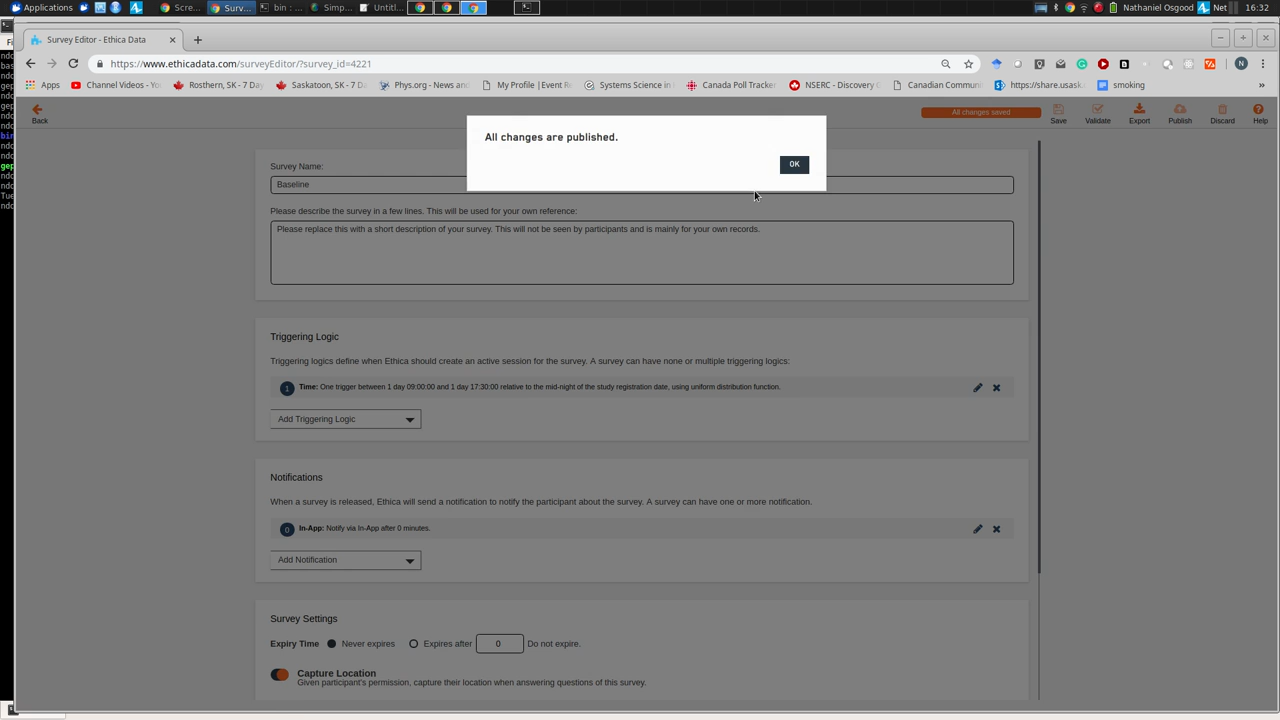 Applications
Scre...
Surv...
bin : ...
Simp...
Untitl...
Nathaniel Osgood
Net
16:32
Survey Editor - Ethica Data
https://www.ethicadata.com/surveyEditor/?survey_id=4221
N
Apps
Channel Videos - Yo
Rosthern, SK - 7 Day
Saskatoon, SK - 7 D
Phys.org - News an
My Profile | Event R
Systems Science in
Canada Poll Tracker
NSERC - Discovery
Canadian Commun
https://share.usask.
smoking
»
Back
All changes saved
Save
Validate
Export
Publish
Discard
Help
All changes are published.
OK
Survey Name:
Baseline
Please describe the survey in a few lines. This will be used for your own reference:
Please replace this with a short description of your survey. This will not be seen by participants and is mainly for your own records.
Triggering Logic
Triggering logics define when Ethica should create an active session for the survey. A survey can have none or multiple triggering logics:
1 Time: One trigger between 1 day 09:00:00 and 1 day 17:30:00 relative to the mid-night of the study registration date, using uniform distribution function.
Add Triggering Logic
Notifications
When a survey is released, Ethica will send a notification to notify the participant about the survey. A survey can have one or more notification.
0 In-App: Notify via In-App after 0 minutes.
Add Notification
Survey Settings
Expiry Time Never expires Expires after 0 Do not expire.
Capture Location
Given participant's permission, capture their location when answering questions of this survey.